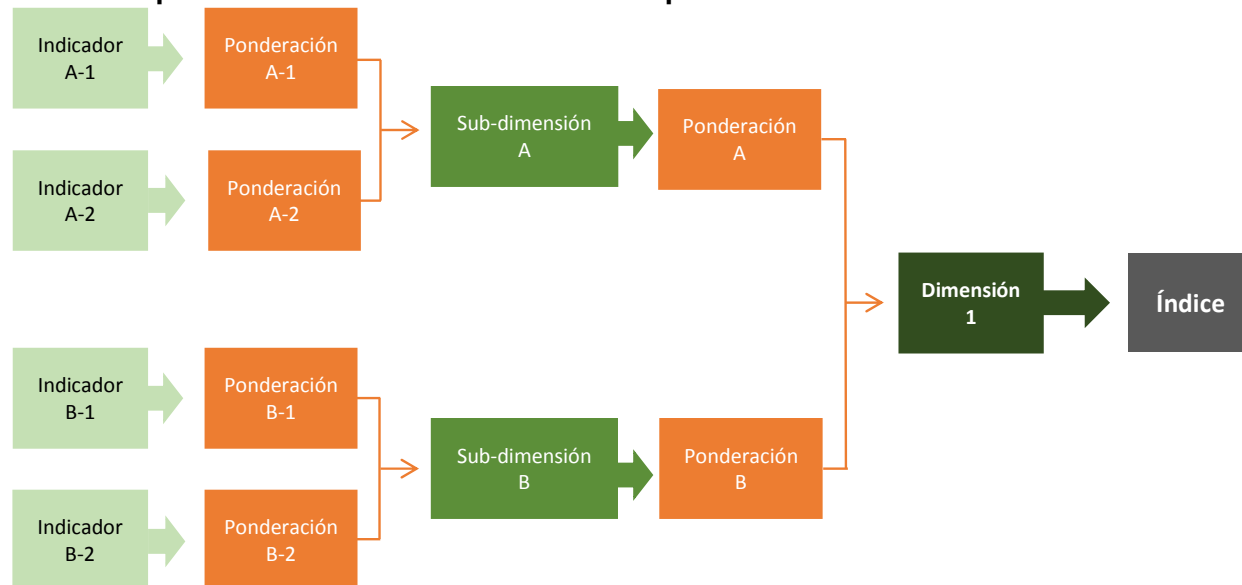 Indicador
A-1
Ponderación
A-1
Indicador
A-2
Ponderación
A-2
Sub-dimensión
A
Ponderación
A
Dimensión
1
Índice
Indicador
B-1
Ponderación
B-1
Indicador
B-2
Ponderación
B-2
Sub-dimensión
B
Ponderación
B